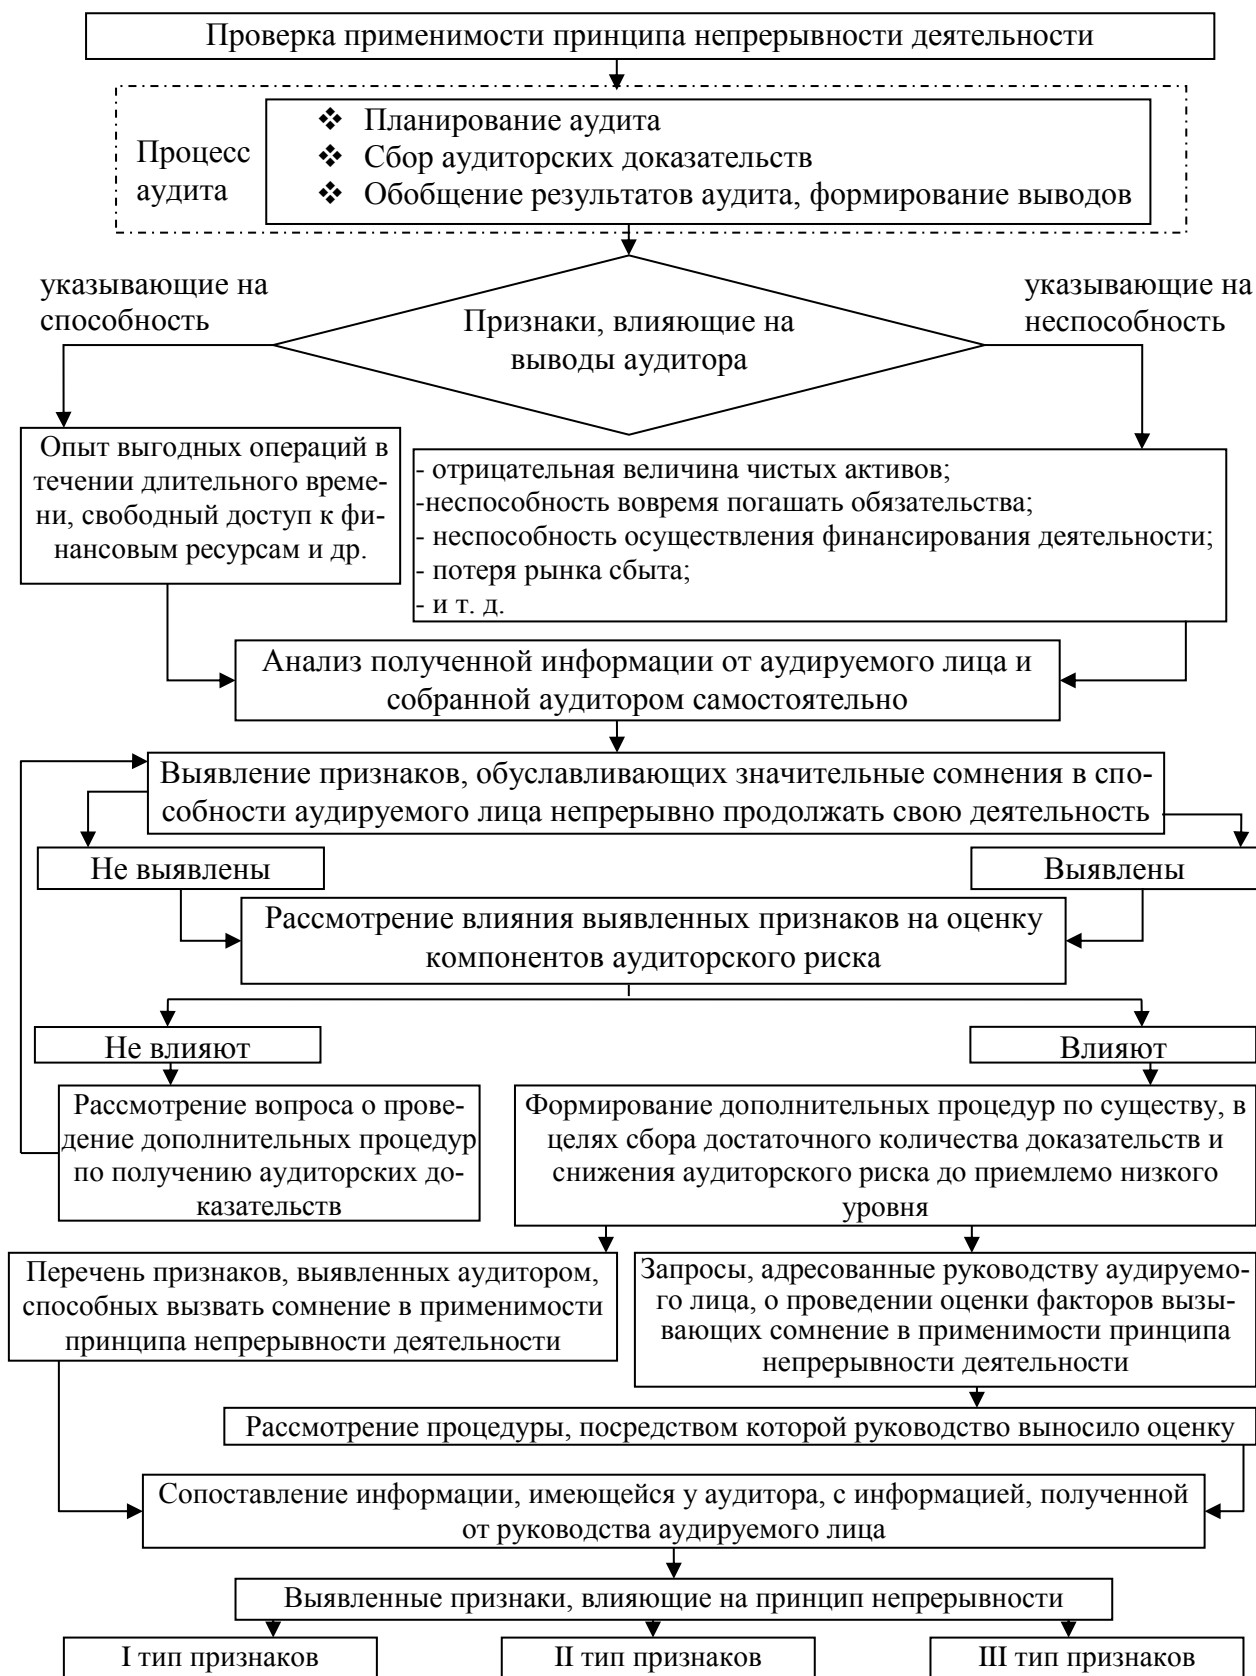 Проверка применимости принципа непрерывности деятельности
Процесс
аудита
❖ Планирование аудита
❖ Сбор аудиторских доказательств
❖ Обобщение результатов аудита, формирование выводов
указывающие на
способность
Признаки, влияющие на
выводы аудитора
указывающие на
неспособность
Опыт выгодных операций в
течении длительного време-
ни, свободный доступ к фи-
нансовым ресурсам и др.
- отрицательная величина чистых активов;
-неспособность вовремя погашать обязательства;
- неспособность осуществления финансирования деятельности;
- потеря рынка сбыта;
- и т. д.
Анализ полученной информации от аудируемого лица и
собранной аудитором самостоятельно
Выявление признаков, обуславливающих значительные сомнения в спо-
собности аудируемого лица непрерывно продолжать свою деятельность
Не выявлены
Выявлены
Рассмотрение влияния выявленных признаков на оценку
компонентов аудиторского риска
Не влияют
Влияют
Рассмотрение вопроса о прове-
дение дополнительных процедур
по получению аудиторских до-
казательств
Формирование дополнительных процедур по существу, в
целях сбора достаточного количества доказательств и
снижения аудиторского риска до приемлемо низкого
уровня
Перечень признаков, выявленных аудитором,
способных вызвать сомнение в применимости
принципа непрерывности деятельности
Запросы, адресованные руководству аудируемо-
го лица, о проведении оценки факторов вызы-
вающих сомнение в применимости принципа
непрерывности деятельности
Рассмотрение процедуры, посредством которой руководство выносило оценку
Сопоставление информации, имеющейся у аудитора, с информацией, полученной
от руководства аудируемого лица
Выявленные признаки, влияющие на принцип непрерывности
I тип признаков
II тип признаков
III тип признаков